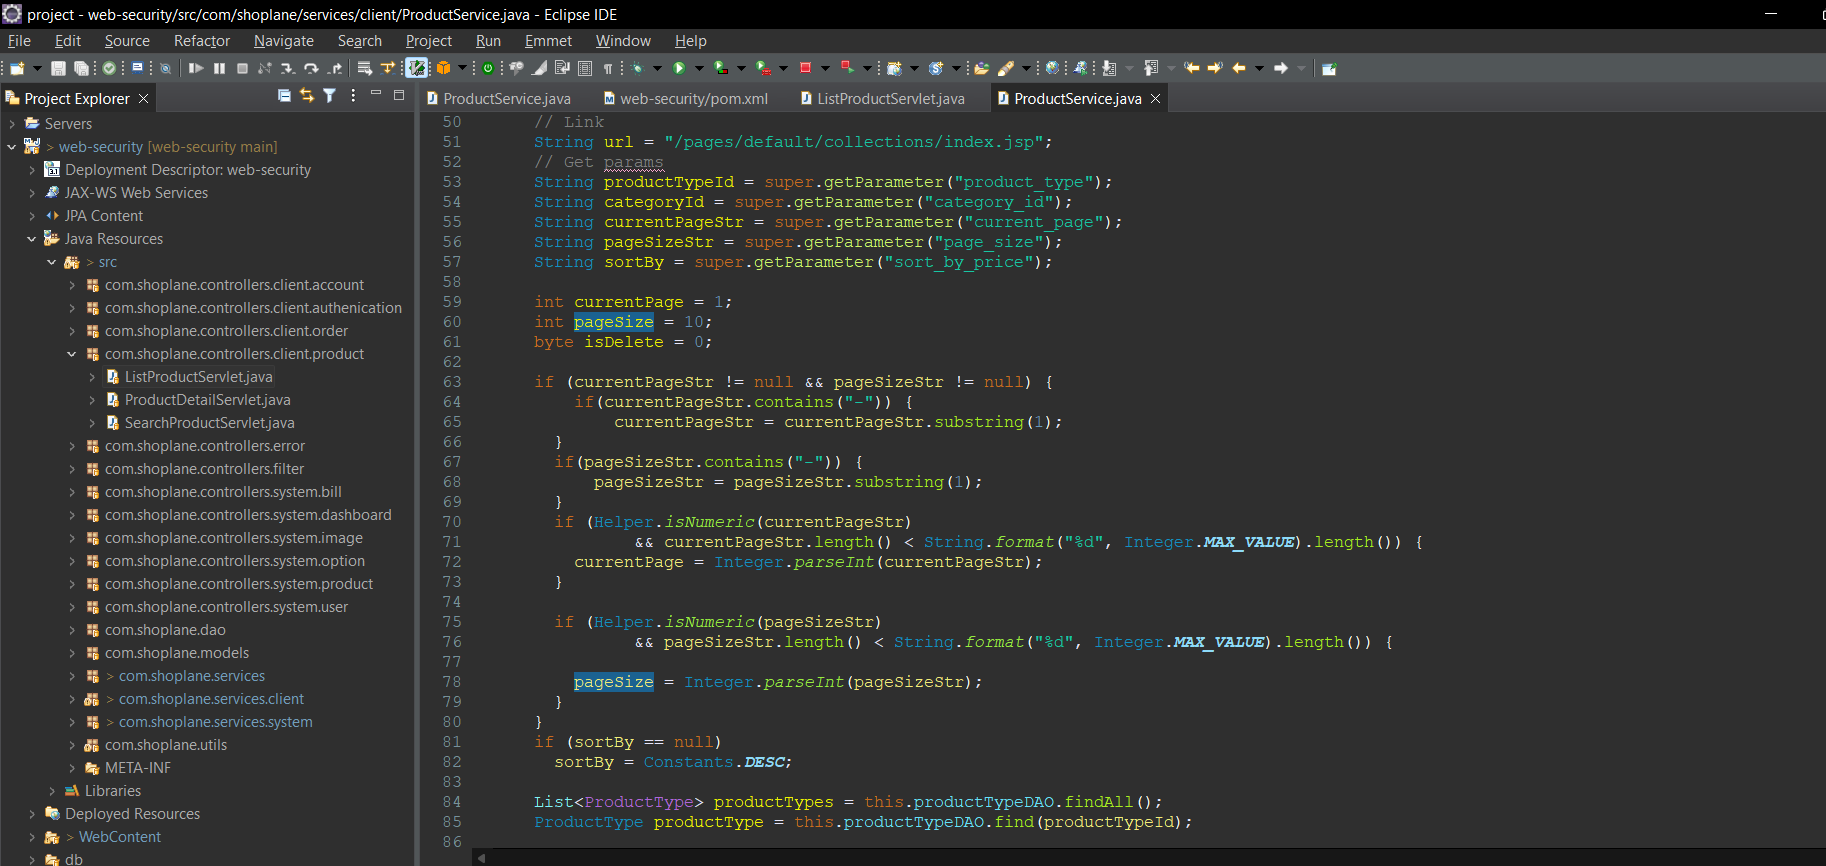 project - web-security/src/com/shoplane/services/client/ProductService.java - Eclipse IDE
File Edit Source Refactor Navigate Search Project Run Emmet Window Help
Project Explorer
Servers
> web-security [web-security main]
Deployment Descriptor: web-security
JAX-WS Web Services
JPA Content
Java Resources
> src
com.shoplane.controllers.client.account
com.shoplane.controllers.client.authenication
com.shoplane.controllers.client.order
com.shoplane.controllers.client.product
ListProductServlet.java
ProductDetailServlet.java
SearchProductServlet.java
com.shoplane.controllers.error
com.shoplane.controllers.filter
com.shoplane.controllers.system.bill
com.shoplane.controllers.system.dashboard
com.shoplane.controllers.system.image
com.shoplane.controllers.system.option
com.shoplane.controllers.system.product
com.shoplane.controllers.system.user
com.shoplane.dao
com.shoplane.models
> com.shoplane.services
> com.shoplane.services.client
> com.shoplane.services.system
com.shoplane.utils
META-INF
Libraries
Deployed Resources
> WebContent
db
ProductService.java web-security/pom.xml ListProductServlet.java ProductService.java
50 // Link
51 String url = "/pages/default/collections/index.jsp";
52 // Get params
53 String productTypeId = super.getParameter("product_type");
54 String categoryId = super.getParameter("category_id");
55 String currentPageStr = super.getParameter("current_page");
56 String pageSizeStr = super.getParameter("page_size");
57 String sortBy = super.getParameter("sort_by_price");
58
59 int currentPage = 1;
60 int pageSize = 10;
61 byte isDelete = 0;
62
63 if (currentPageStr != null && pageSizeStr != null) {
64 if(currentPageStr.contains("-")) {
65 currentPageStr = currentPageStr.substring(1);
66 }
67 if(pageSizeStr.contains("-")) {
68 pageSizeStr = pageSizeStr.substring(1);
69 }
70 if (Helper.isNumeric(currentPageStr)
71 && currentPageStr.length() < String.format("%d", Integer.MAX_VALUE).length()) {
72 currentPage = Integer.parseInt(currentPageStr);
73 }
74
75 if (Helper.isNumeric(pageSizeStr)
76 && pageSizeStr.length() < String.format("%d", Integer.MAX_VALUE).length()) {
77
78 pageSize = Integer.parseInt(pageSizeStr);
79 }
80 }
81 if (sortBy == null)
82 sortBy = Constants.DESC;
83
84 List<ProductType> productTypes = this.productTypeDAO.findAll();
85 ProductType productType = this.productTypeDAO.find(productTypeId);
86